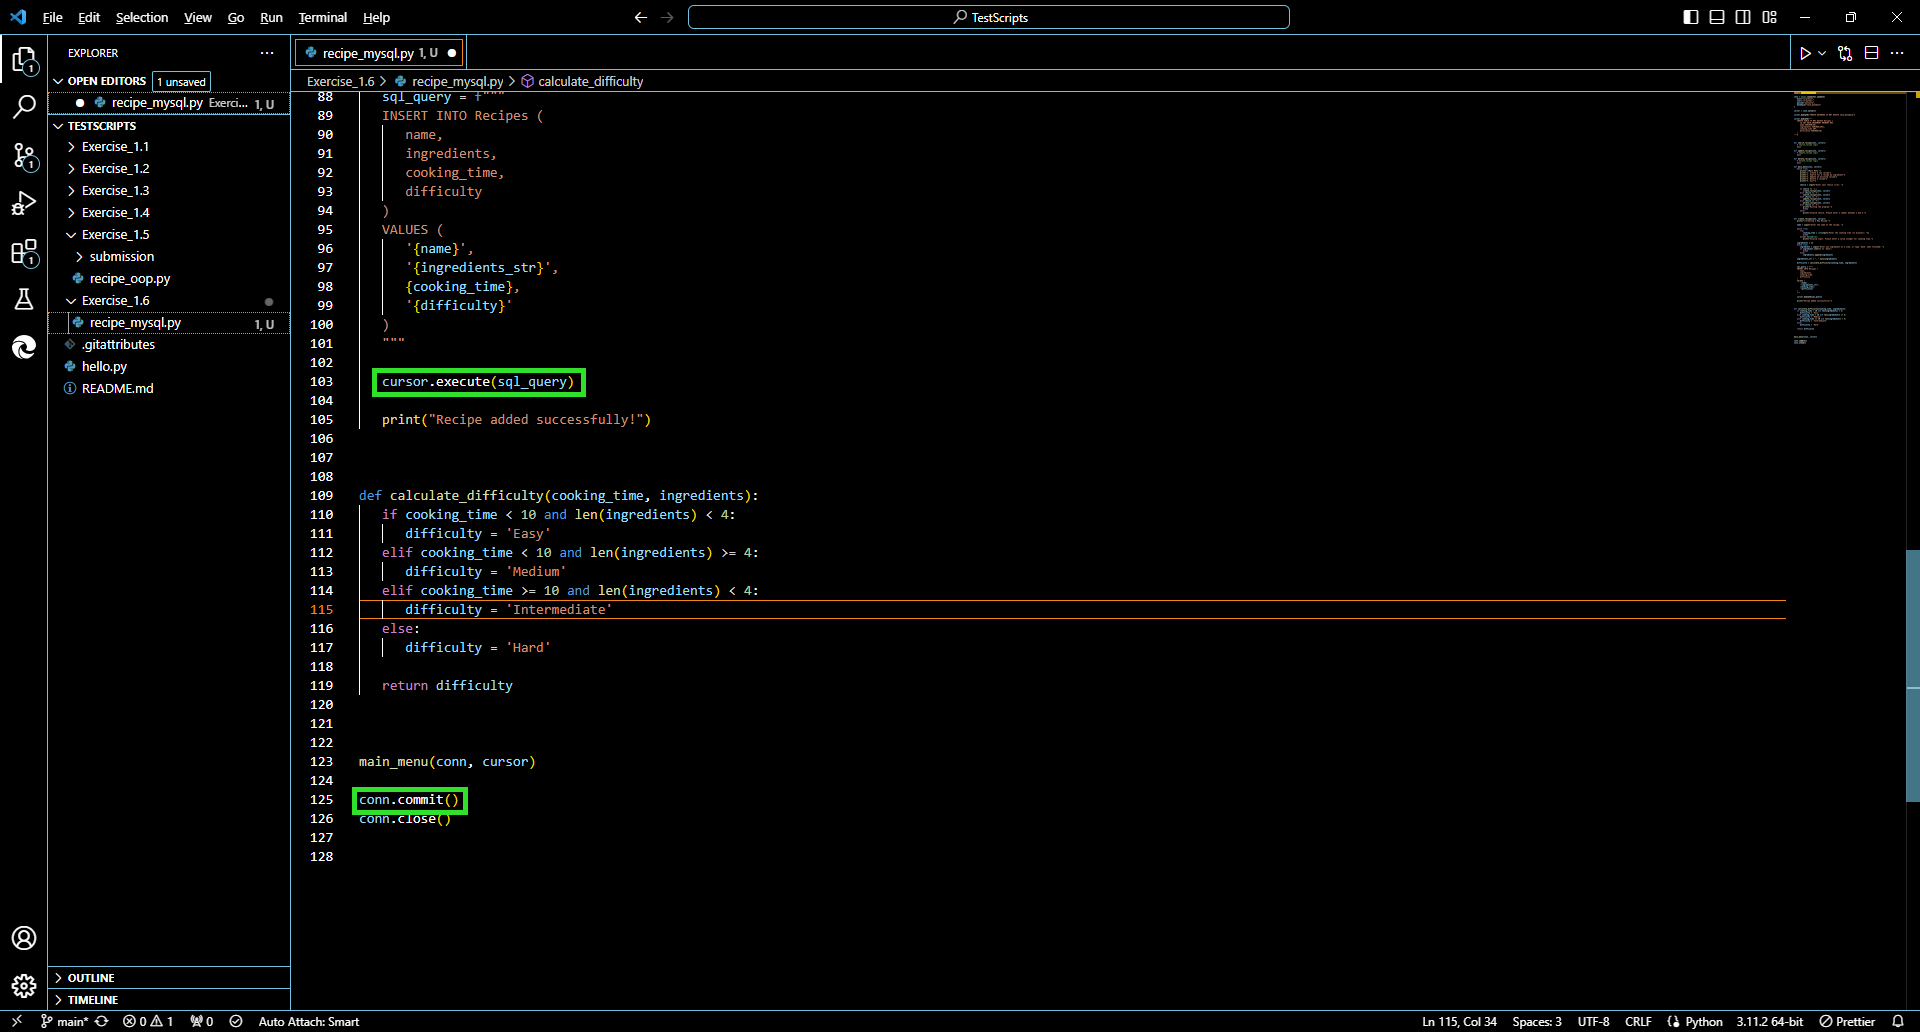 File Edit Selection View Go Run Terminal Help
TestScripts
EXPLORER
OPEN EDITORS 1 unsaved
recipe_mysql.py Exerci... 1, U
TESTSCRIPTS
Exercise_1.1
Exercise_1.2
Exercise_1.3
Exercise_1.4
Exercise_1.5
submission
recipe_oop.py
Exercise_1.6
recipe_mysql.py 1, U
.gitattributes
hello.py
README.md
OUTLINE
TIMELINE
recipe_mysql.py 1, U
Exercise_1.6 > recipe_mysql.py > calculate_difficulty
88 sql_query = f"""
89 INSERT INTO Recipes (
90 name,
91 ingredients,
92 cooking_time,
93 difficulty
94 )
95 VALUES (
96 '{name}',
97 '{ingredients_str}',
98 {cooking_time},
99 '{difficulty}'
100 )
101 """
102
103 cursor.execute(sql_query)
104
105 print("Recipe added successfully!")
106
107
108
109 def calculate_difficulty(cooking_time, ingredients):
110 if cooking_time < 10 and len(ingredients) < 4:
111 difficulty = 'Easy'
112 elif cooking_time < 10 and len(ingredients) >= 4:
113 difficulty = 'Medium'
114 elif cooking_time >= 10 and len(ingredients) < 4:
115 difficulty = 'Intermediate'
116 else:
117 difficulty = 'Hard'
118
119 return difficulty
120
121
122
123 main_menu(conn, cursor)
124
125 conn.commit()
126 conn.close()
127
128
1
1
1
main* 0 1 0 Auto Attach: Smart
Ln 115, Col 34 Spaces: 3 UTF-8 CRLF Python 3.11.2 64-bit Prettier